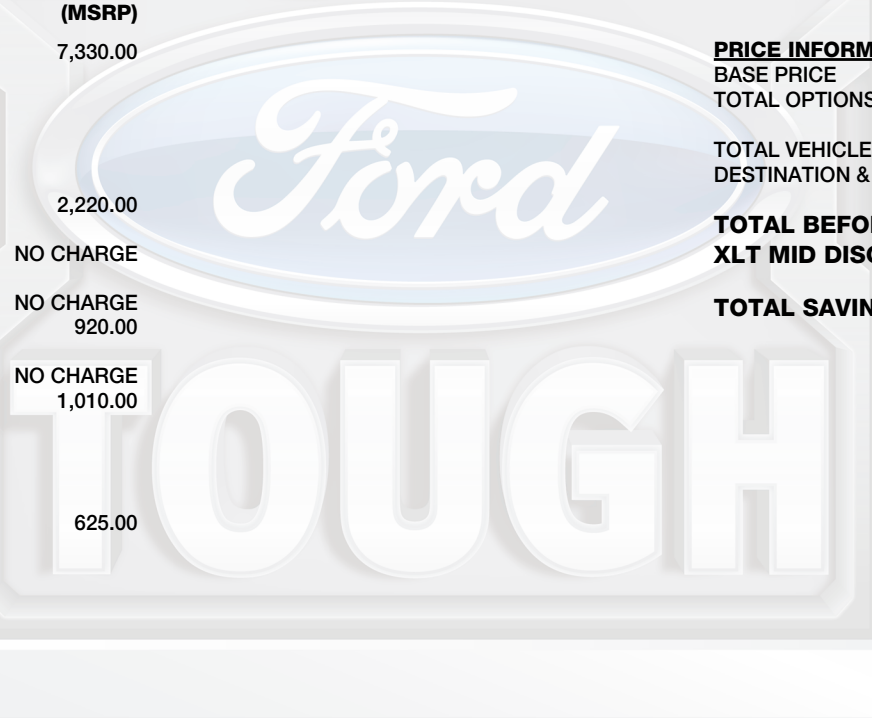 (MSRP)
7,330.00
2,220.00
NO CHARGE
NO CHARGE
920.00
NO CHARGE
1,010.00
625.00
PRICE INFORM
BASE PRICE
TOTAL OPTIONS
TOTAL VEHICLE
DESTINATION &
TOTAL BEFO
XLT MID DISC
TOTAL SAVIN
Ford
TOUGH